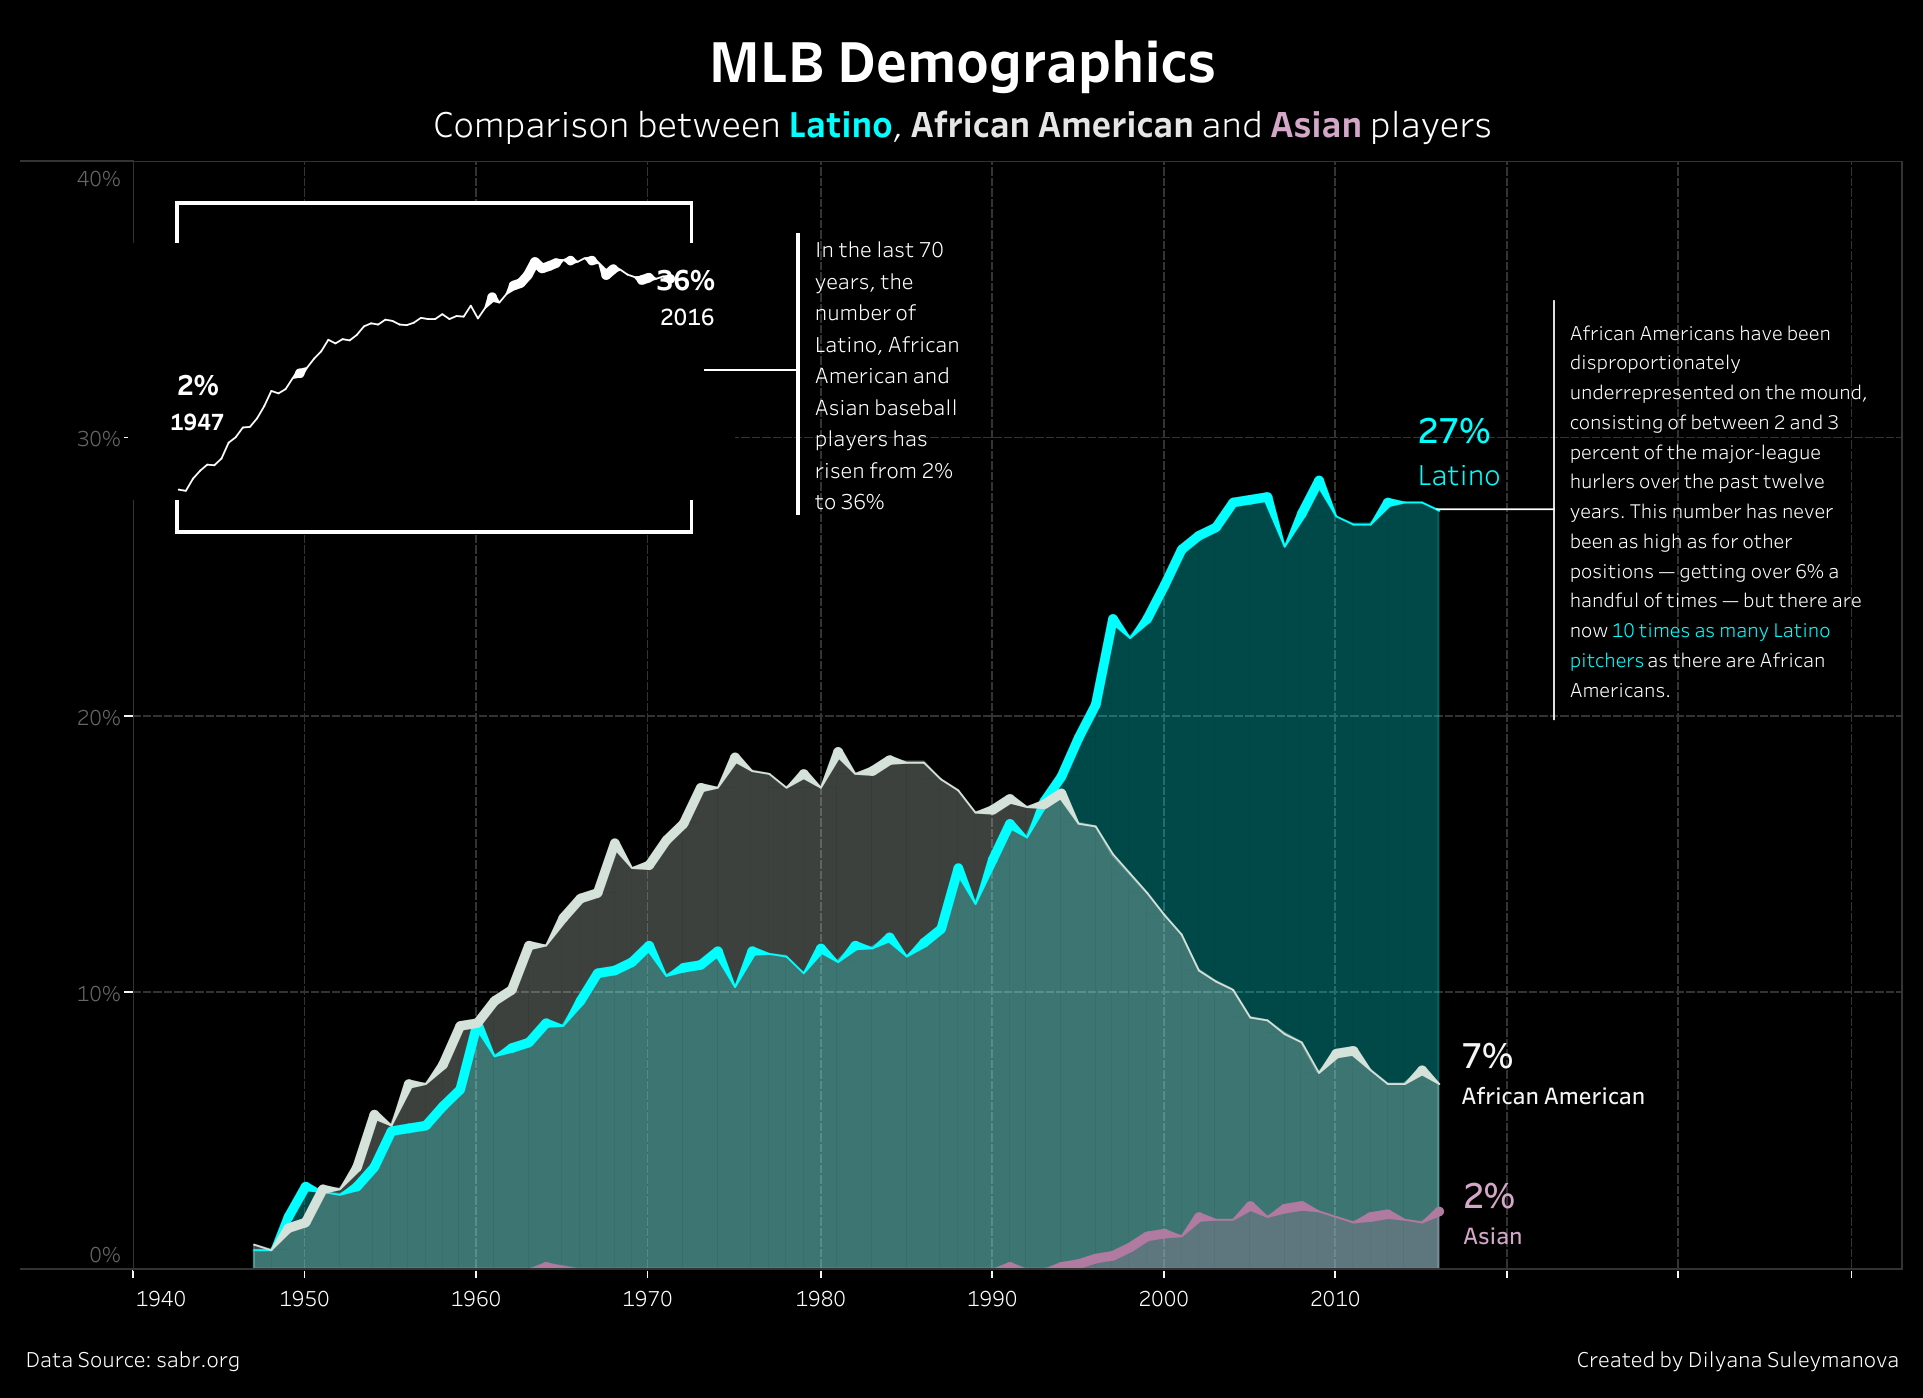 MLB Demographics
Comparison between Latino, African American and Asian players
40%
30%
20%
10%
0%
36%
2016
2%
1947
In the last 70
years, the
number of
Latino, African
American and
Asian baseball
players has
risen from 2%
to 36%
27%
Latino
African Americans have been
disproportionately
underrepresented on the mound,
consisting of between 2 and 3
percent of the major-league
hurlers over the past twelve
years. This number has never
been as high as for other
positions — getting over 6% a
handful of times — but there are
now 10 times as many Latino
pitchers as there are African
Americans.
7%
African American
2%
Asian
1940 1950 1960 1970 1980 1990 2000 2010
Data Source: sabr.org
Created by Dilyana Suleymanova